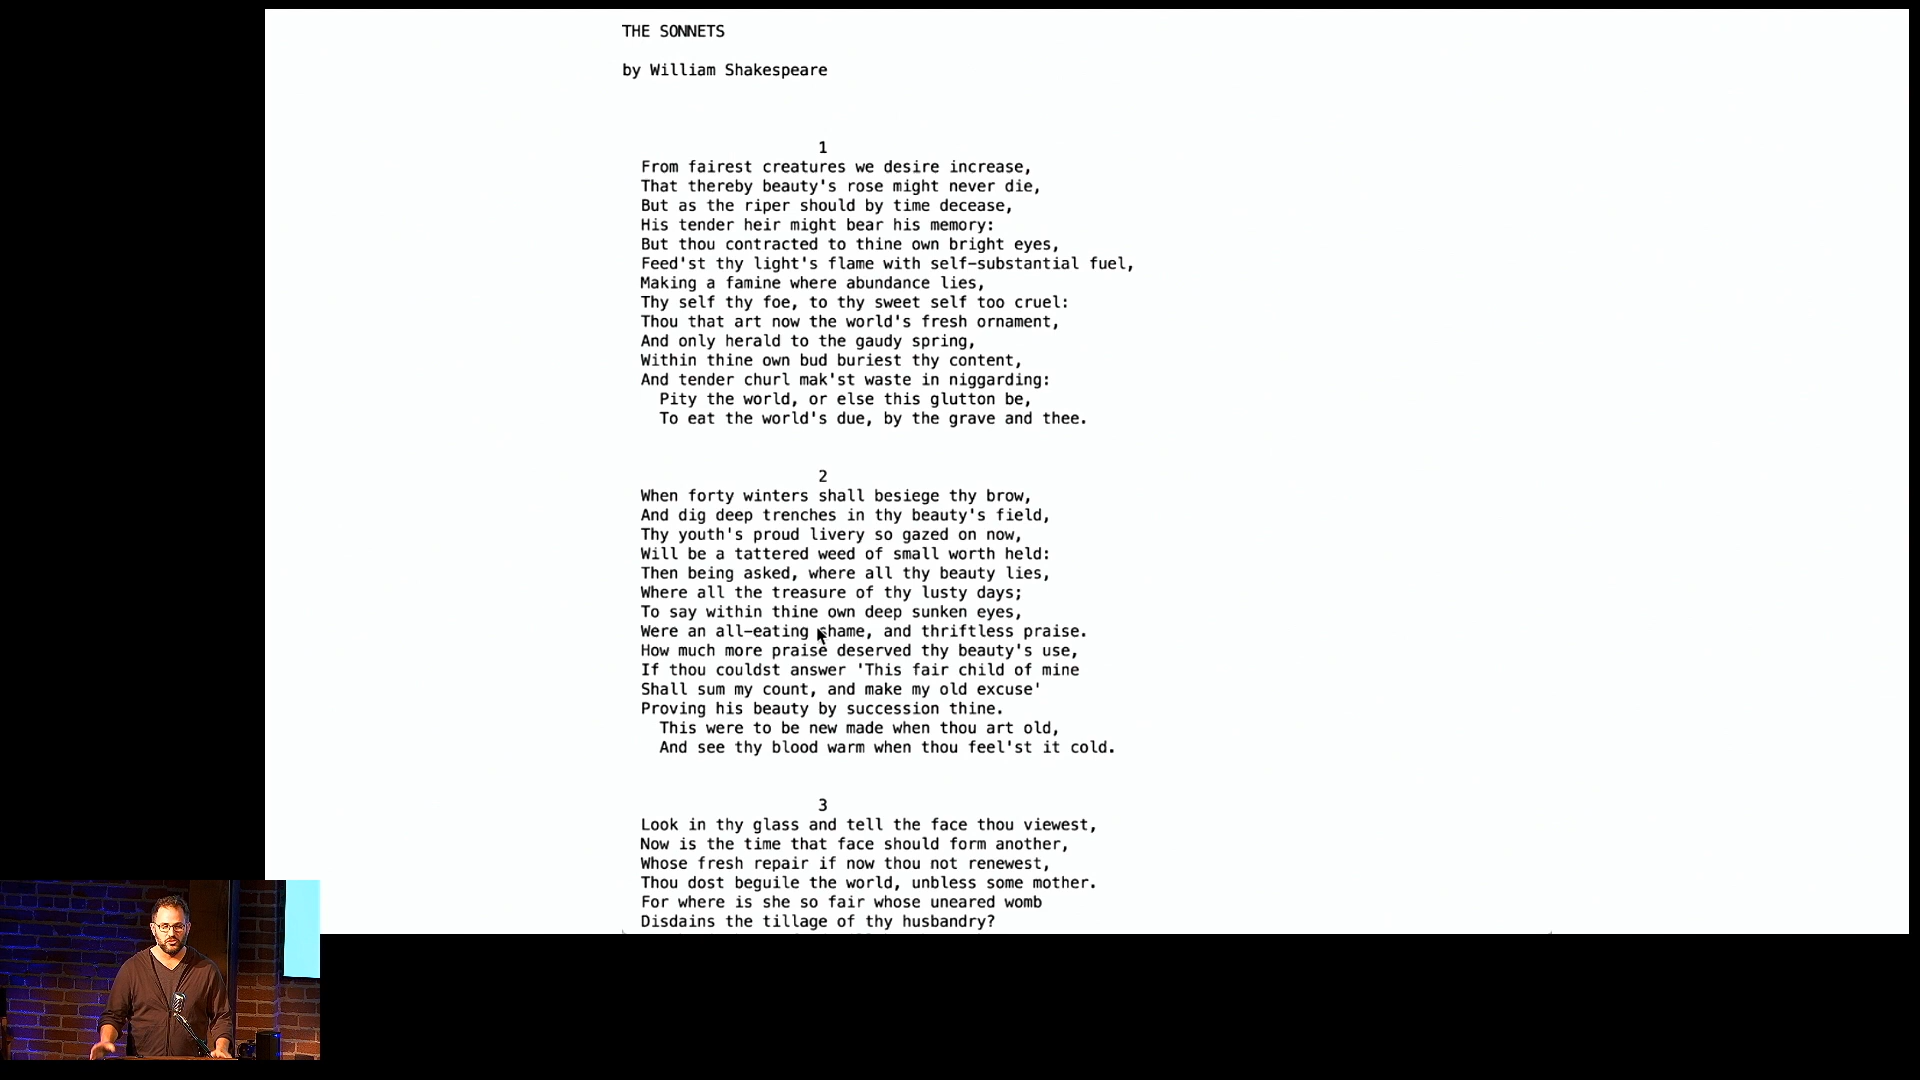 THE SONNETS
by William Shakespeare
1
From fairest creatures we desire increase,
That thereby beauty's rose might never die,
But as the riper should by time decease,
His tender heir might bear his memory:
But thou contracted to thine own bright eyes,
Feed'st thy light's flame with self-substantial fuel,
Making a famine where abundance lies,
Thy self thy foe, to thy sweet self too cruel:
Thou that art now the world's fresh ornament,
And only herald to the gaudy spring,
Within thine own bud buriest thy content,
And tender churl mak'st waste in niggarding:
Pity the world, or else this glutton be,
To eat the world's due, by the grave and thee.
2
When forty winters shall besiege thy brow,
And dig deep trenches in thy beauty's field,
Thy youth's proud livery so gazed on now,
Will be a tattered weed of small worth held:
Then being asked, where all thy beauty lies,
Where all the treasure of thy lusty days;
To say within thine own deep sunken eyes,
Were an all-eating shame, and thriftless praise.
How much more praise deserved thy beauty's use,
If thou couldst answer 'This fair child of mine
Shall sum my count, and make my old excuse'
Proving his beauty by succession thine.
This were to be new made when thou art old,
And see thy blood warm when thou feel'st it cold.
3
Look in thy glass and tell the face thou viewest,
Now is the time that face should form another,
Whose fresh repair if now thou not renewest,
Thou dost beguile the world, unbless some mother.
For where is she so fair whose uneared womb
Disdains the tillage of thy husbandry?